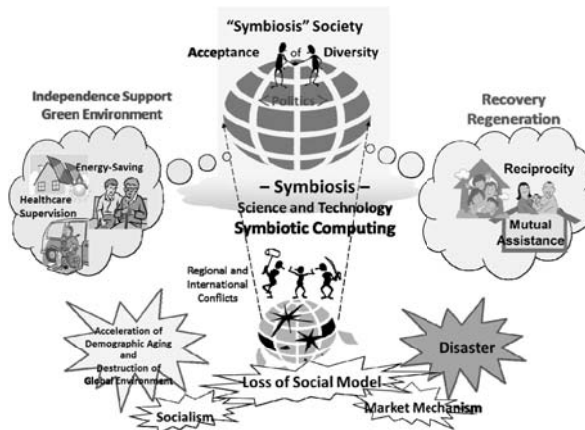 “Symbiosis” Society
Acceptance of Diversity
< Politics >
Independence Support
Green Environment
Energy-Saving
Healthcare
Supervision
Recovery
Regeneration
Reciprocity
Mutual
Assistance
– Symbiosis –
Science and Technology
Symbiotic Computing
Regional and
International
Conflicts
Acceleration of
Demographic Aging
and
Destruction of
Global Environment
Disaster
Loss of Social Model
Socialism
Market Mechanism